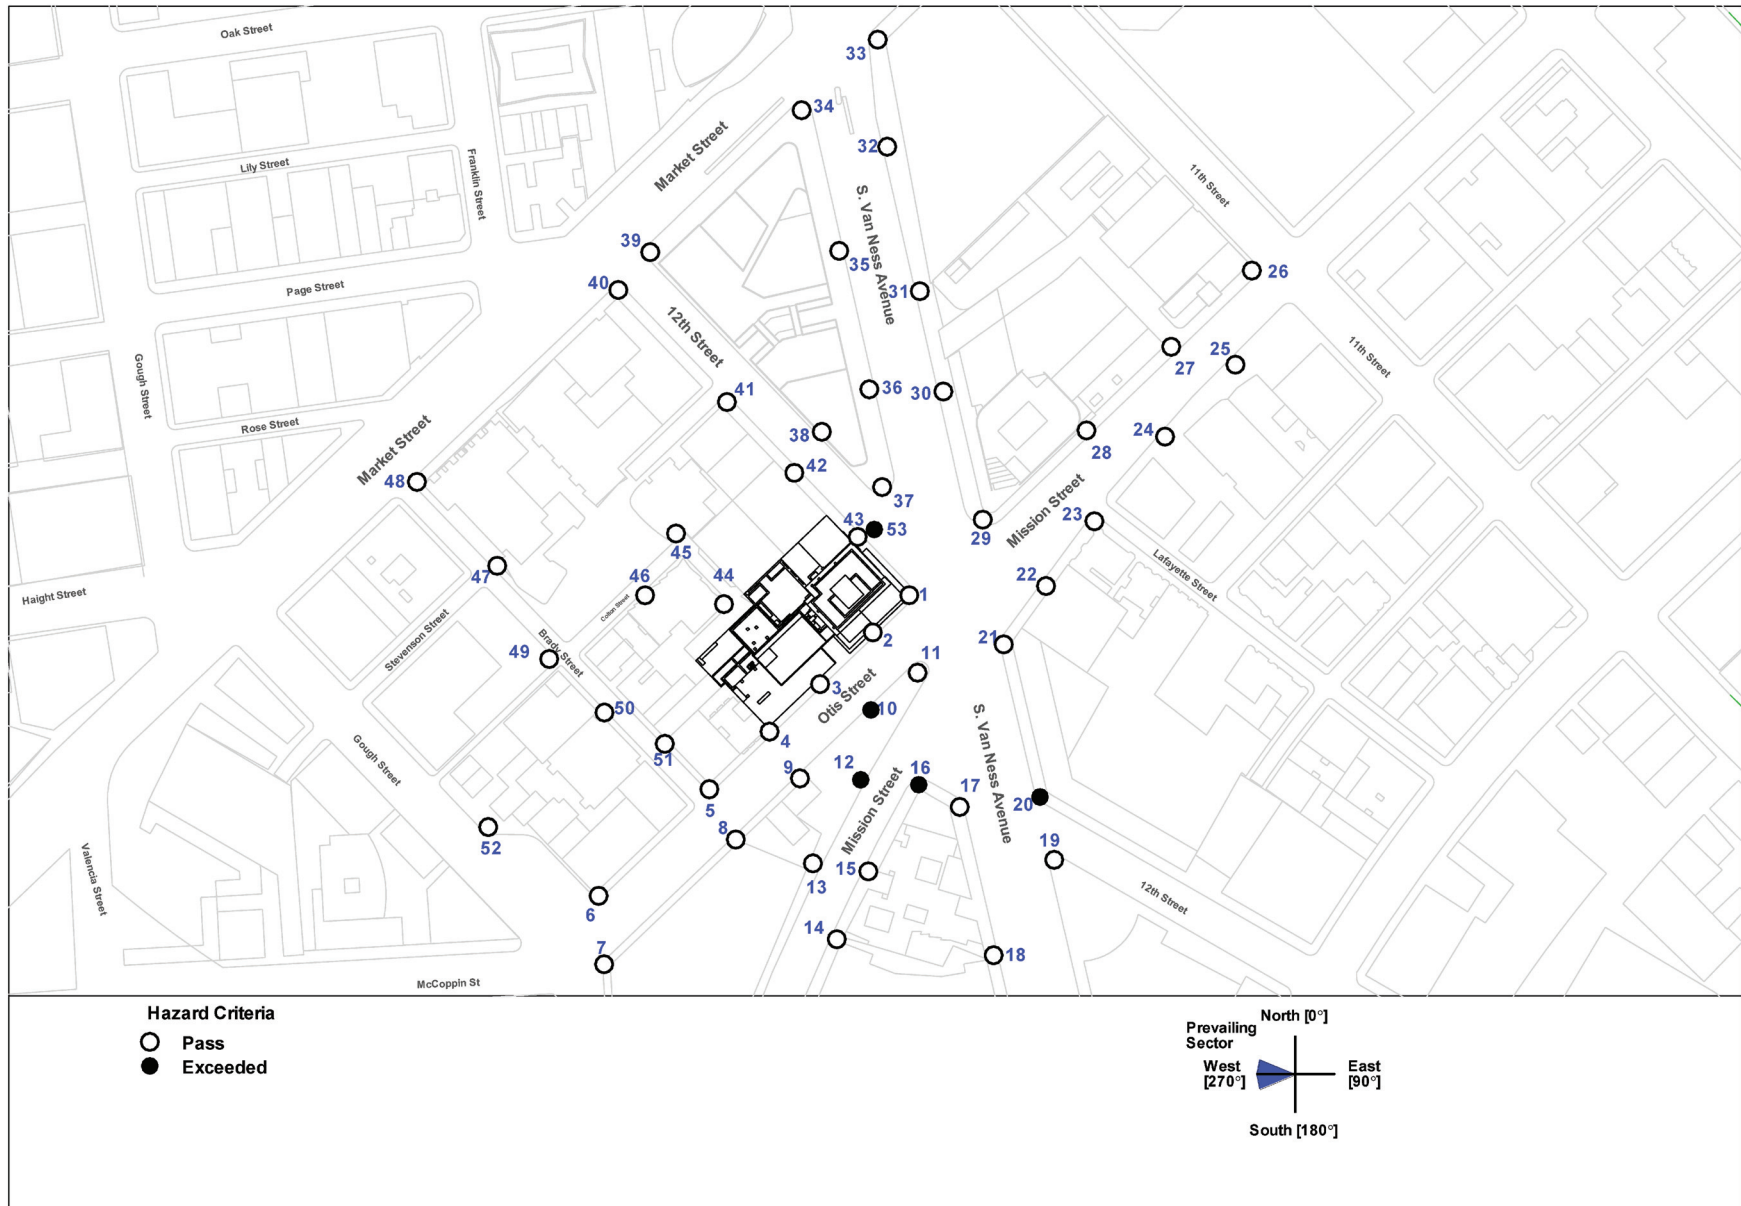 Oak Street
33
34
Market Street
Lily Street
Franklin Street
32
11th Street
S. Van Ness Avenue
39
35
26
40
Page Street
31
12th Street
25
27
11th Street
Gough Street
36
41
30
Rose Street
38
24
28
Market Street
42
48
37
Mission Street
43
53
29
23
45
47
Lafayette Street
46
44
22
Haight Street
Colton Street
1
Stevenson Street
Brady Street
2
21
49
11
3
Otis Street
50
10
4
S. Van Ness Avenue
51
Gough Street
9
12
16
17
5
20
Mission Street
8
52
19
Valencia Street
13
15
12th Street
6
14
7
18
McCoppin St
Hazard Criteria
Pass
Exceeded
North [0°]
Prevailing
Sector
West
[270°]
East
[90°]
South [180°]